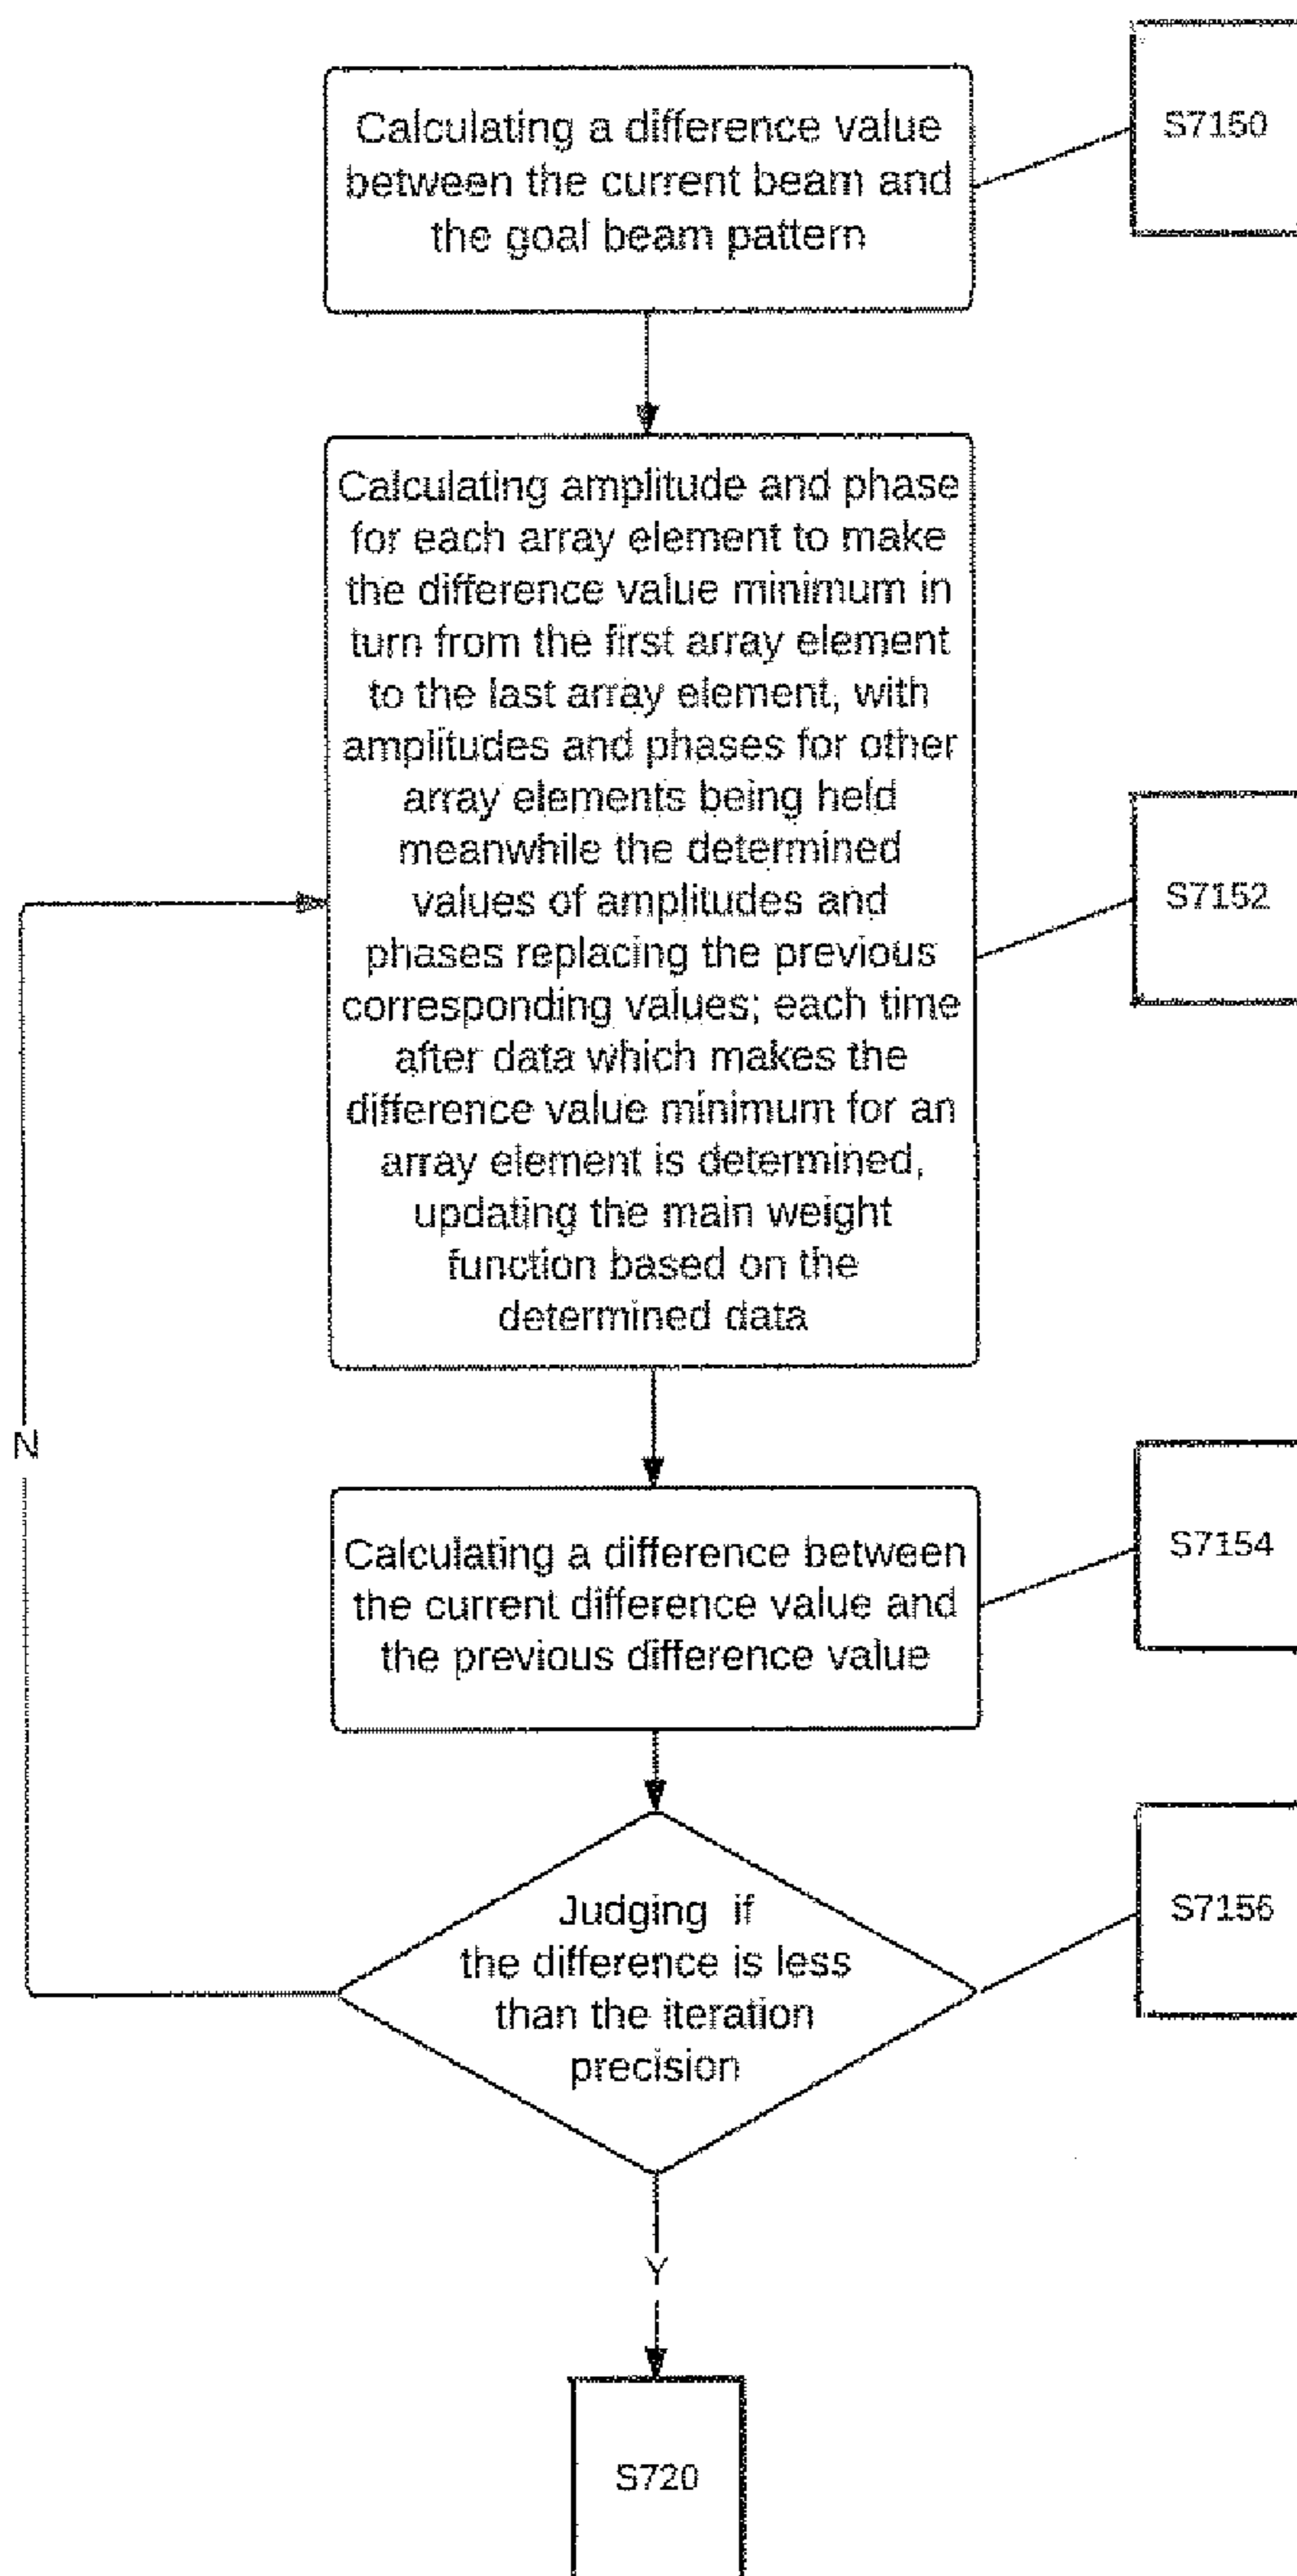 Calculating a difference value
between the current beam and
the goal beam pattern
S7150
Calculating amplitude and phase
for each array element to make
the difference value minimum in
turn from the first array element
to the last array element, with
amplitudes and phases for other
array elements being held
meanwhile the determined
values of amplitudes and
phases replacing the previous
corresponding values; each time
after data which makes the
difference value minimum for an
array element is determined,
updating the main weight
function based on the
determined data
S7152
N
Calculating a difference between
the current difference value and
the previous difference value
S7154
Judging if
the difference is less
than the iteration
precision
S7156
Y
S720